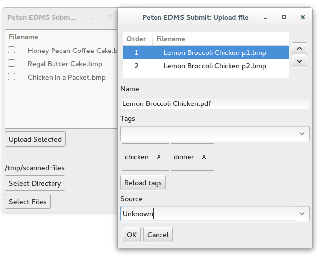 Peten EDMS Submit
Filename
Honey Pecan Coffee Cake.b
Regal Butter Cake.bmp
Chicken in a Packet.bmp
Upload Selected
/tmp/scanned-files
Select Directory
Select Files
Peten EDMS Submit: Upload file
Order Filename
1 Lemon Broccoli Chicken p1.bmp
2 Lemon Broccoli Chicken p2.bmp
Name
Lemon Broccoli Chicken.pdf
Tags
chicken X dinner X
Reload tags
Source
Unknown
OK Cancel